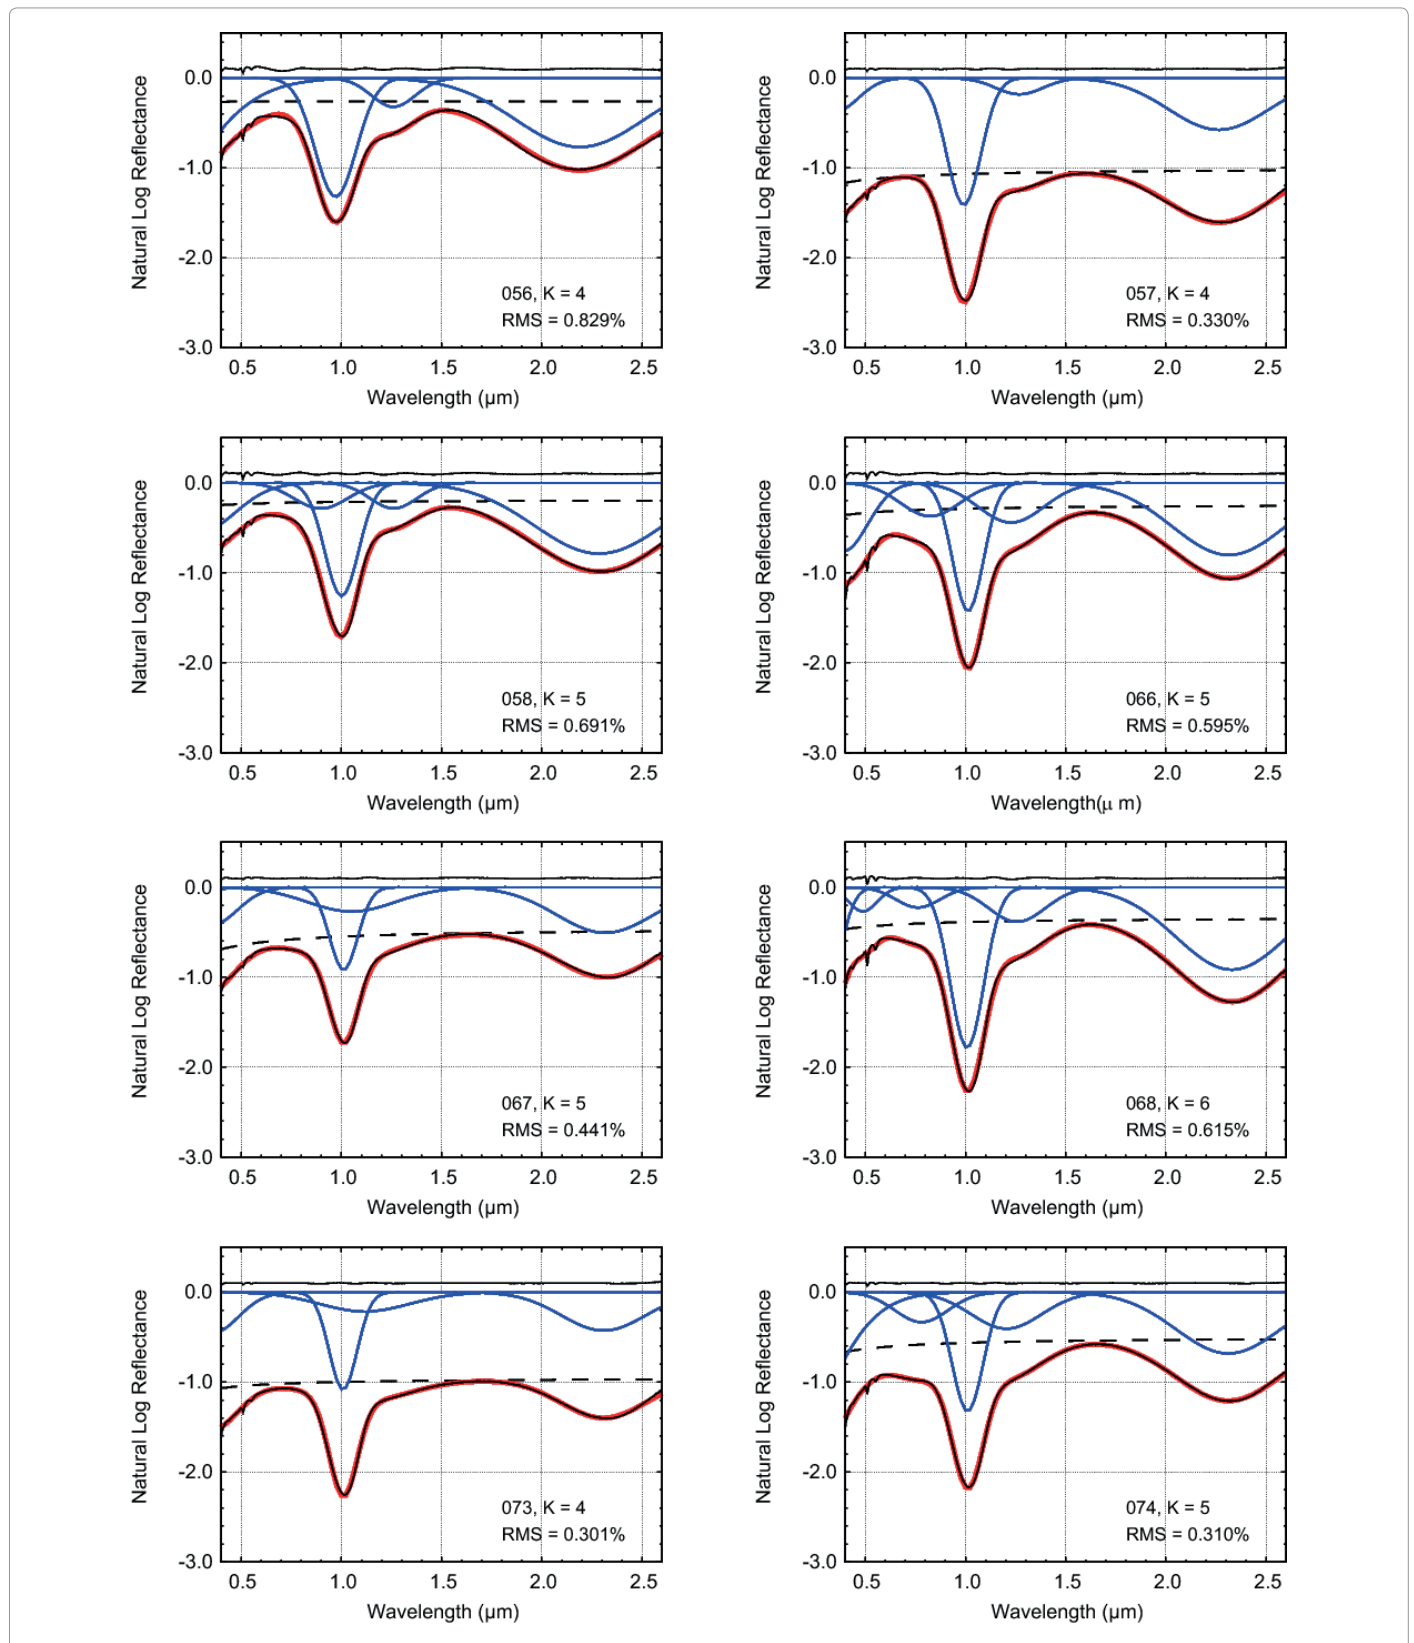 Natural Log Reflectance
0.0
-1.0
-2.0
-3.0
056, K = 4
RMS = 0.829%
0.5 1.0 1.5 2.0 2.5
Wavelength (μm)
Natural Log Reflectance
0.0
-1.0
-2.0
-3.0
057, K = 4
RMS = 0.330%
0.5 1.0 1.5 2.0 2.5
Wavelength (μm)
Natural Log Reflectance
0.0
-1.0
-2.0
-3.0
058, K = 5
RMS = 0.691%
0.5 1.0 1.5 2.0 2.5
Wavelength (μm)
Natural Log Reflectance
0.0
-1.0
-2.0
-3.0
066, K = 5
RMS = 0.595%
0.5 1.0 1.5 2.0 2.5
Wavelength(μ m)
Natural Log Reflectance
0.0
-1.0
-2.0
-3.0
067, K = 5
RMS = 0.441%
0.5 1.0 1.5 2.0 2.5
Wavelength (μm)
Natural Log Reflectance
0.0
-1.0
-2.0
-3.0
068, K = 6
RMS = 0.615%
0.5 1.0 1.5 2.0 2.5
Wavelength (μm)
Natural Log Reflectance
0.0
-1.0
-2.0
-3.0
073, K = 4
RMS = 0.301%
0.5 1.0 1.5 2.0 2.5
Wavelength (μm)
Natural Log Reflectance
0.0
-1.0
-2.0
-3.0
074, K = 5
RMS = 0.310%
0.5 1.0 1.5 2.0 2.5
Wavelength (μm)